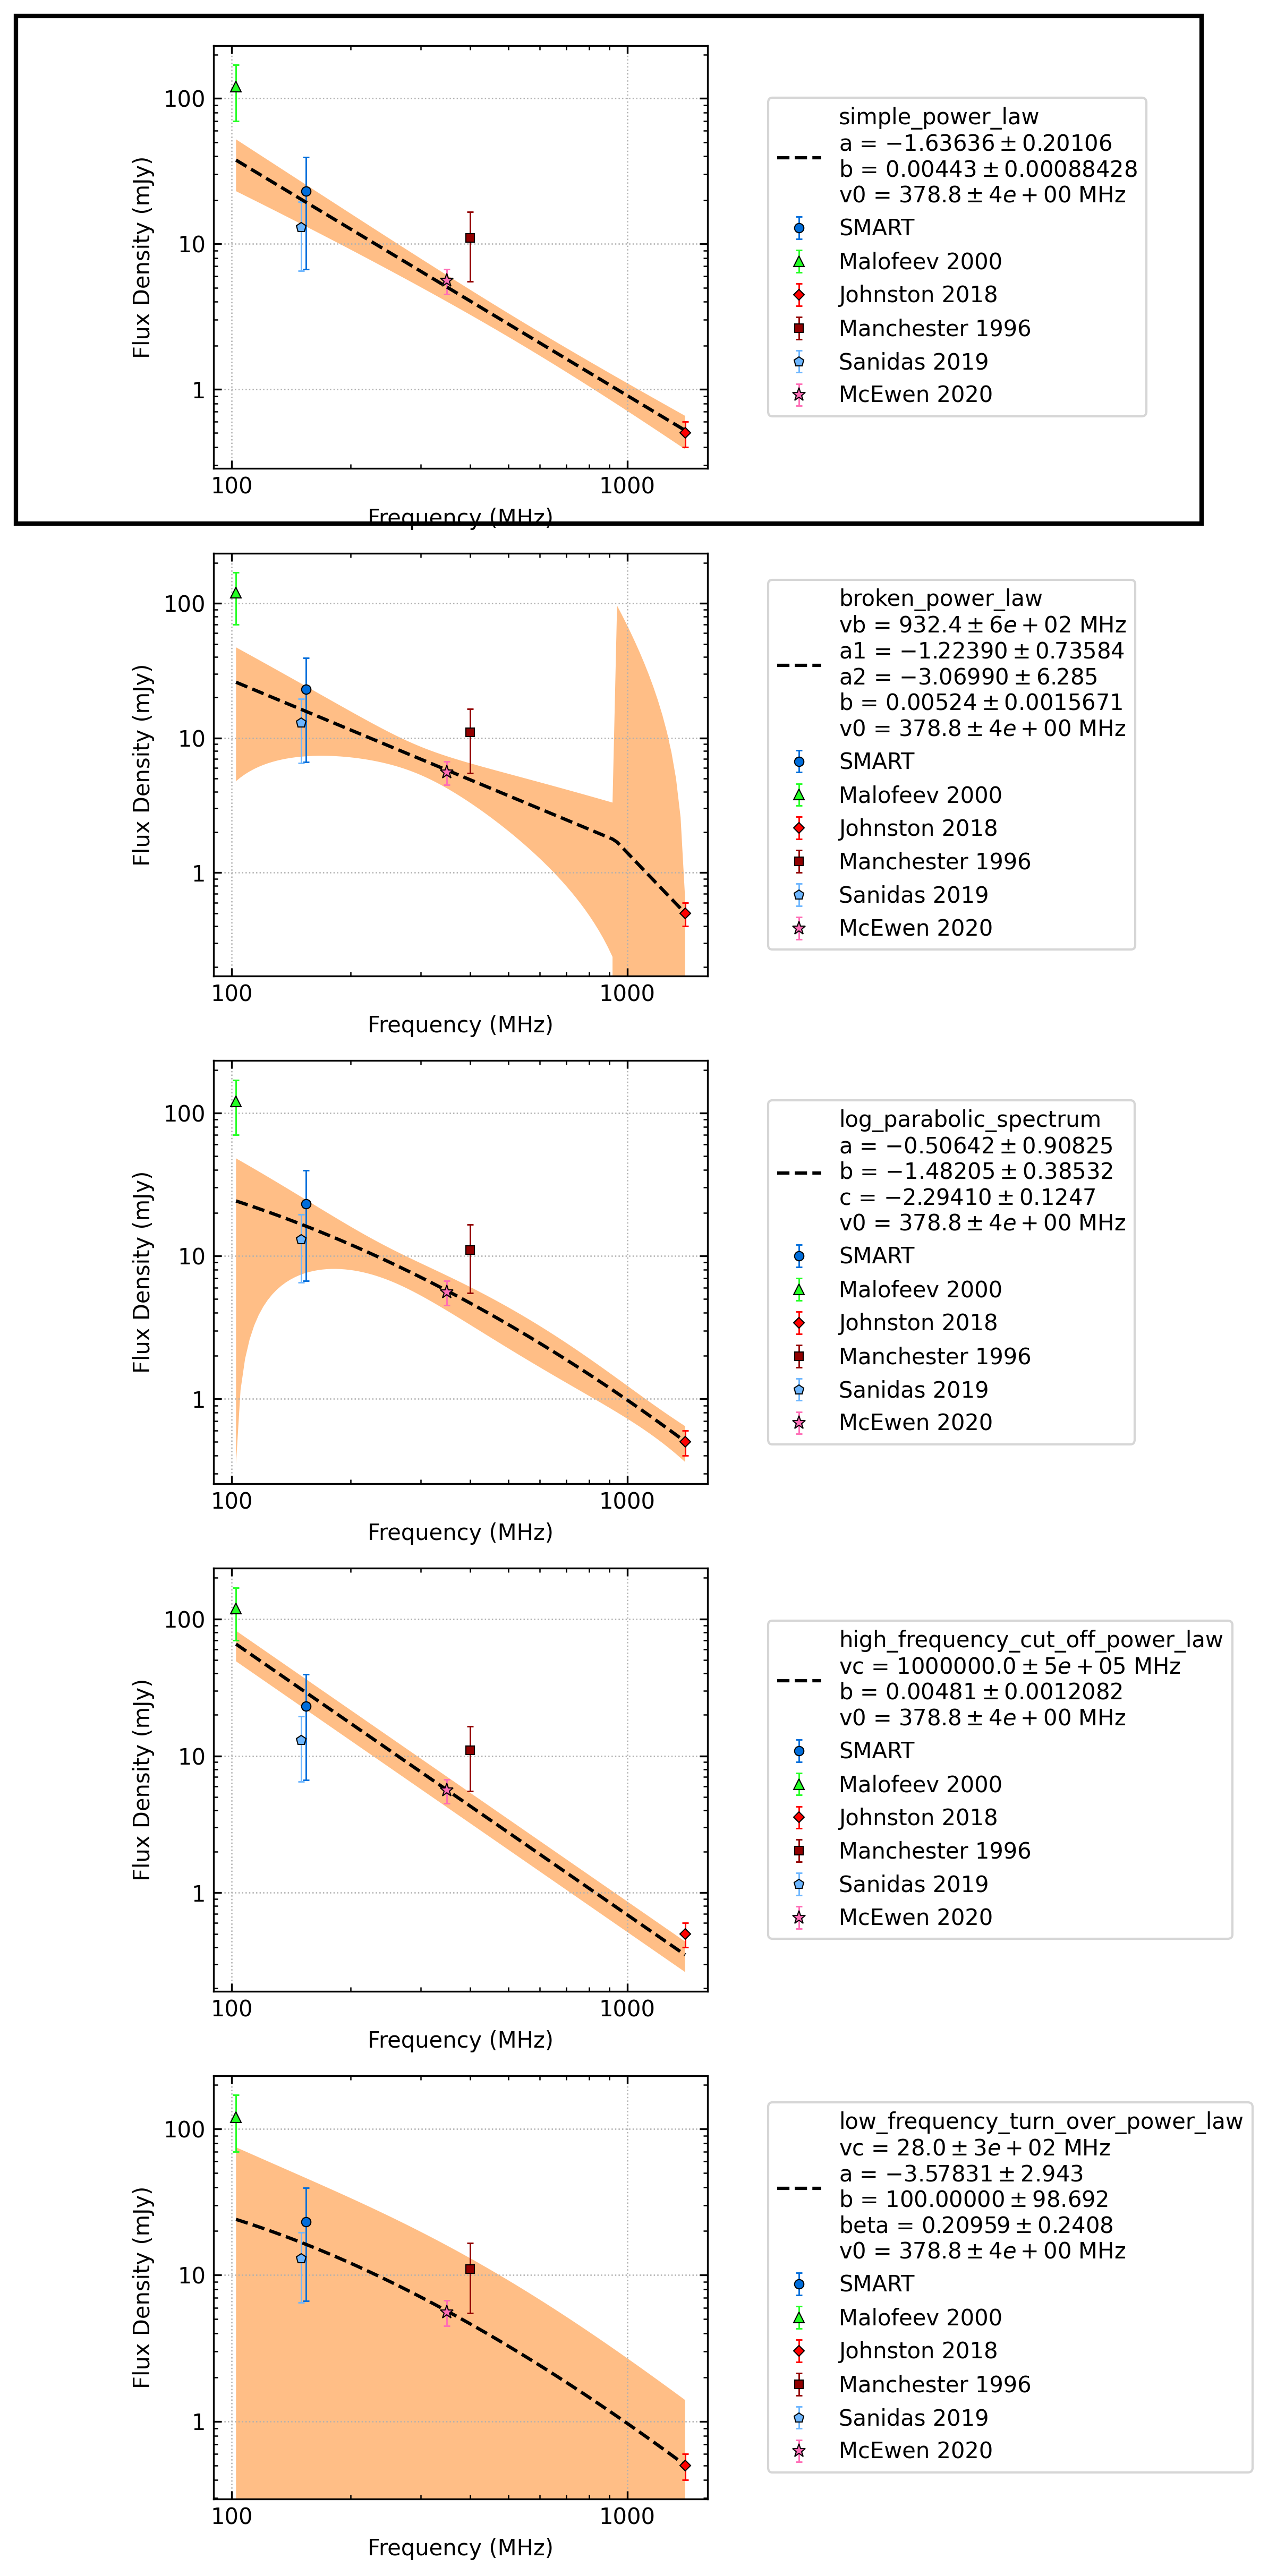 100
10
1
Flux Density (mJy)
100
1000
Frequency (MHz)
simple_power_law
a = −1.63636 ± 0.20106
b = 0.00443 ± 0.00088428
v0 = 378.8 ± 4e + 00 MHz
SMART
Malofeev 2000
Johnston 2018
Manchester 1996
Sanidas 2019
McEwen 2020
100
10
1
Flux Density (mJy)
100
1000
Frequency (MHz)
broken_power_law
vb = 932.4 ± 6e + 02 MHz
a1 = −1.22390 ± 0.73584
a2 = −3.06990 ± 6.285
b = 0.00524 ± 0.0015671
v0 = 378.8 ± 4e + 00 MHz
SMART
Malofeev 2000
Johnston 2018
Manchester 1996
Sanidas 2019
McEwen 2020
100
10
1
Flux Density (mJy)
100
1000
Frequency (MHz)
log_parabolic_spectrum
a = −0.50642 ± 0.90825
b = −1.48205 ± 0.38532
c = −2.29410 ± 0.1247
v0 = 378.8 ± 4e + 00 MHz
SMART
Malofeev 2000
Johnston 2018
Manchester 1996
Sanidas 2019
McEwen 2020
100
10
1
Flux Density (mJy)
100
1000
Frequency (MHz)
high_frequency_cut_off_power_law
vc = 1000000.0 ± 5e + 05 MHz
b = 0.00481 ± 0.0012082
v0 = 378.8 ± 4e + 00 MHz
SMART
Malofeev 2000
Johnston 2018
Manchester 1996
Sanidas 2019
McEwen 2020
100
10
1
Flux Density (mJy)
100
1000
Frequency (MHz)
low_frequency_turn_over_power_law
vc = 28.0 ± 3e + 02 MHz
a = −3.57831 ± 2.943
b = 100.00000 ± 98.692
beta = 0.20959 ± 0.2408
v0 = 378.8 ± 4e + 00 MHz
SMART
Malofeev 2000
Johnston 2018
Manchester 1996
Sanidas 2019
McEwen 2020